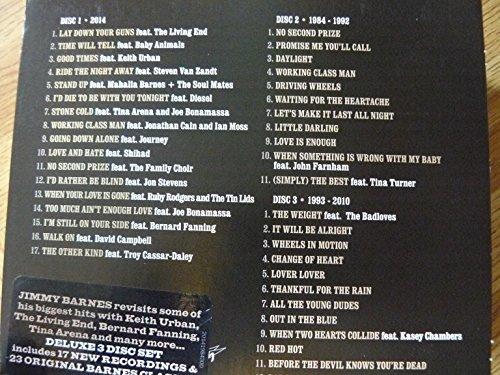 DISC 1 • 2014
1. LAY DOWN YOUR GUNS feat. The Living End
2. TIME WILL TELL feat. Baby Animals
3. GOOD TIMES feat. Keith Urban
4. RIDE THE NIGHT AWAY feat. Steven Van Zandt
5. STAND UP feat. Mahalia Barnes + The Soul Mates
6. I'D DIE TO BE WITH YOU TONIGHT feat. Diesel
7. STONE COLD feat. Tina Arena and Joe Bonamassa
8. WORKING CLASS MAN feat. Jonathan Cain and Ian Moss
9. GOING DOWN ALONE feat. Journey
10. LOVE AND HATE feat. Shihad
11. NO SECOND PRIZE feat. The Family Choir
12. I'D RATHER BE BLIND feat. Jon Stevens
13. WHEN YOUR LOVE IS GONE feat. Ruby Rodgers and The Tin Lids
14. TOO MUCH AIN'T ENOUGH LOVE feat. Joe Bonamassa
15. I'M STILL ON YOUR SIDE feat. Bernard Fanning
16. WALK ON feat. David Campbell
17. THE OTHER KIND feat. Troy Cassar-Daley
JIMMY BARNES revisits some of
his biggest hits with Keith Urban,
The Living End, Bernard Fanning,
Tina Arena and many more...
DELUXE 3 DISC SET
includes 17 NEW RECORDINGS &
23 ORIGINAL BARNES
DISC 2 • 1984-1992
1. NO SECOND PRIZE
2. PROMISE ME YOU'LL CALL
3. DAYLIGHT
4. WORKING CLASS MAN
5. DRIVING WHEELS
6. WAITING FOR THE HEARTACHE
7. LET'S MAKE IT LAST ALL NIGHT
8. LITTLE DARLING
9. LOVE IS ENOUGH
10. WHEN SOMETHING IS WRONG WITH MY BABY
feat. John Farnham
11. (SIMPLY) THE BEST feat. Tina Turner
DISC 3 • 1993-2010
1. THE WEIGHT feat. The Badloves
2. IT WILL BE ALRIGHT
3. WHEELS IN MOTION
4. CHANGE OF HEART
5. LOVER LOVER
6. THANKFUL FOR THE RAIN
7. ALL THE YOUNG DUDES
8. OUT IN THE BLUE
9. WHEN TWO HEARTS COLLIDE feat. Kasey Chambers
10. RED HOT
11. BEFORE THE DEVIL KNOWS YOU'RE DEAD